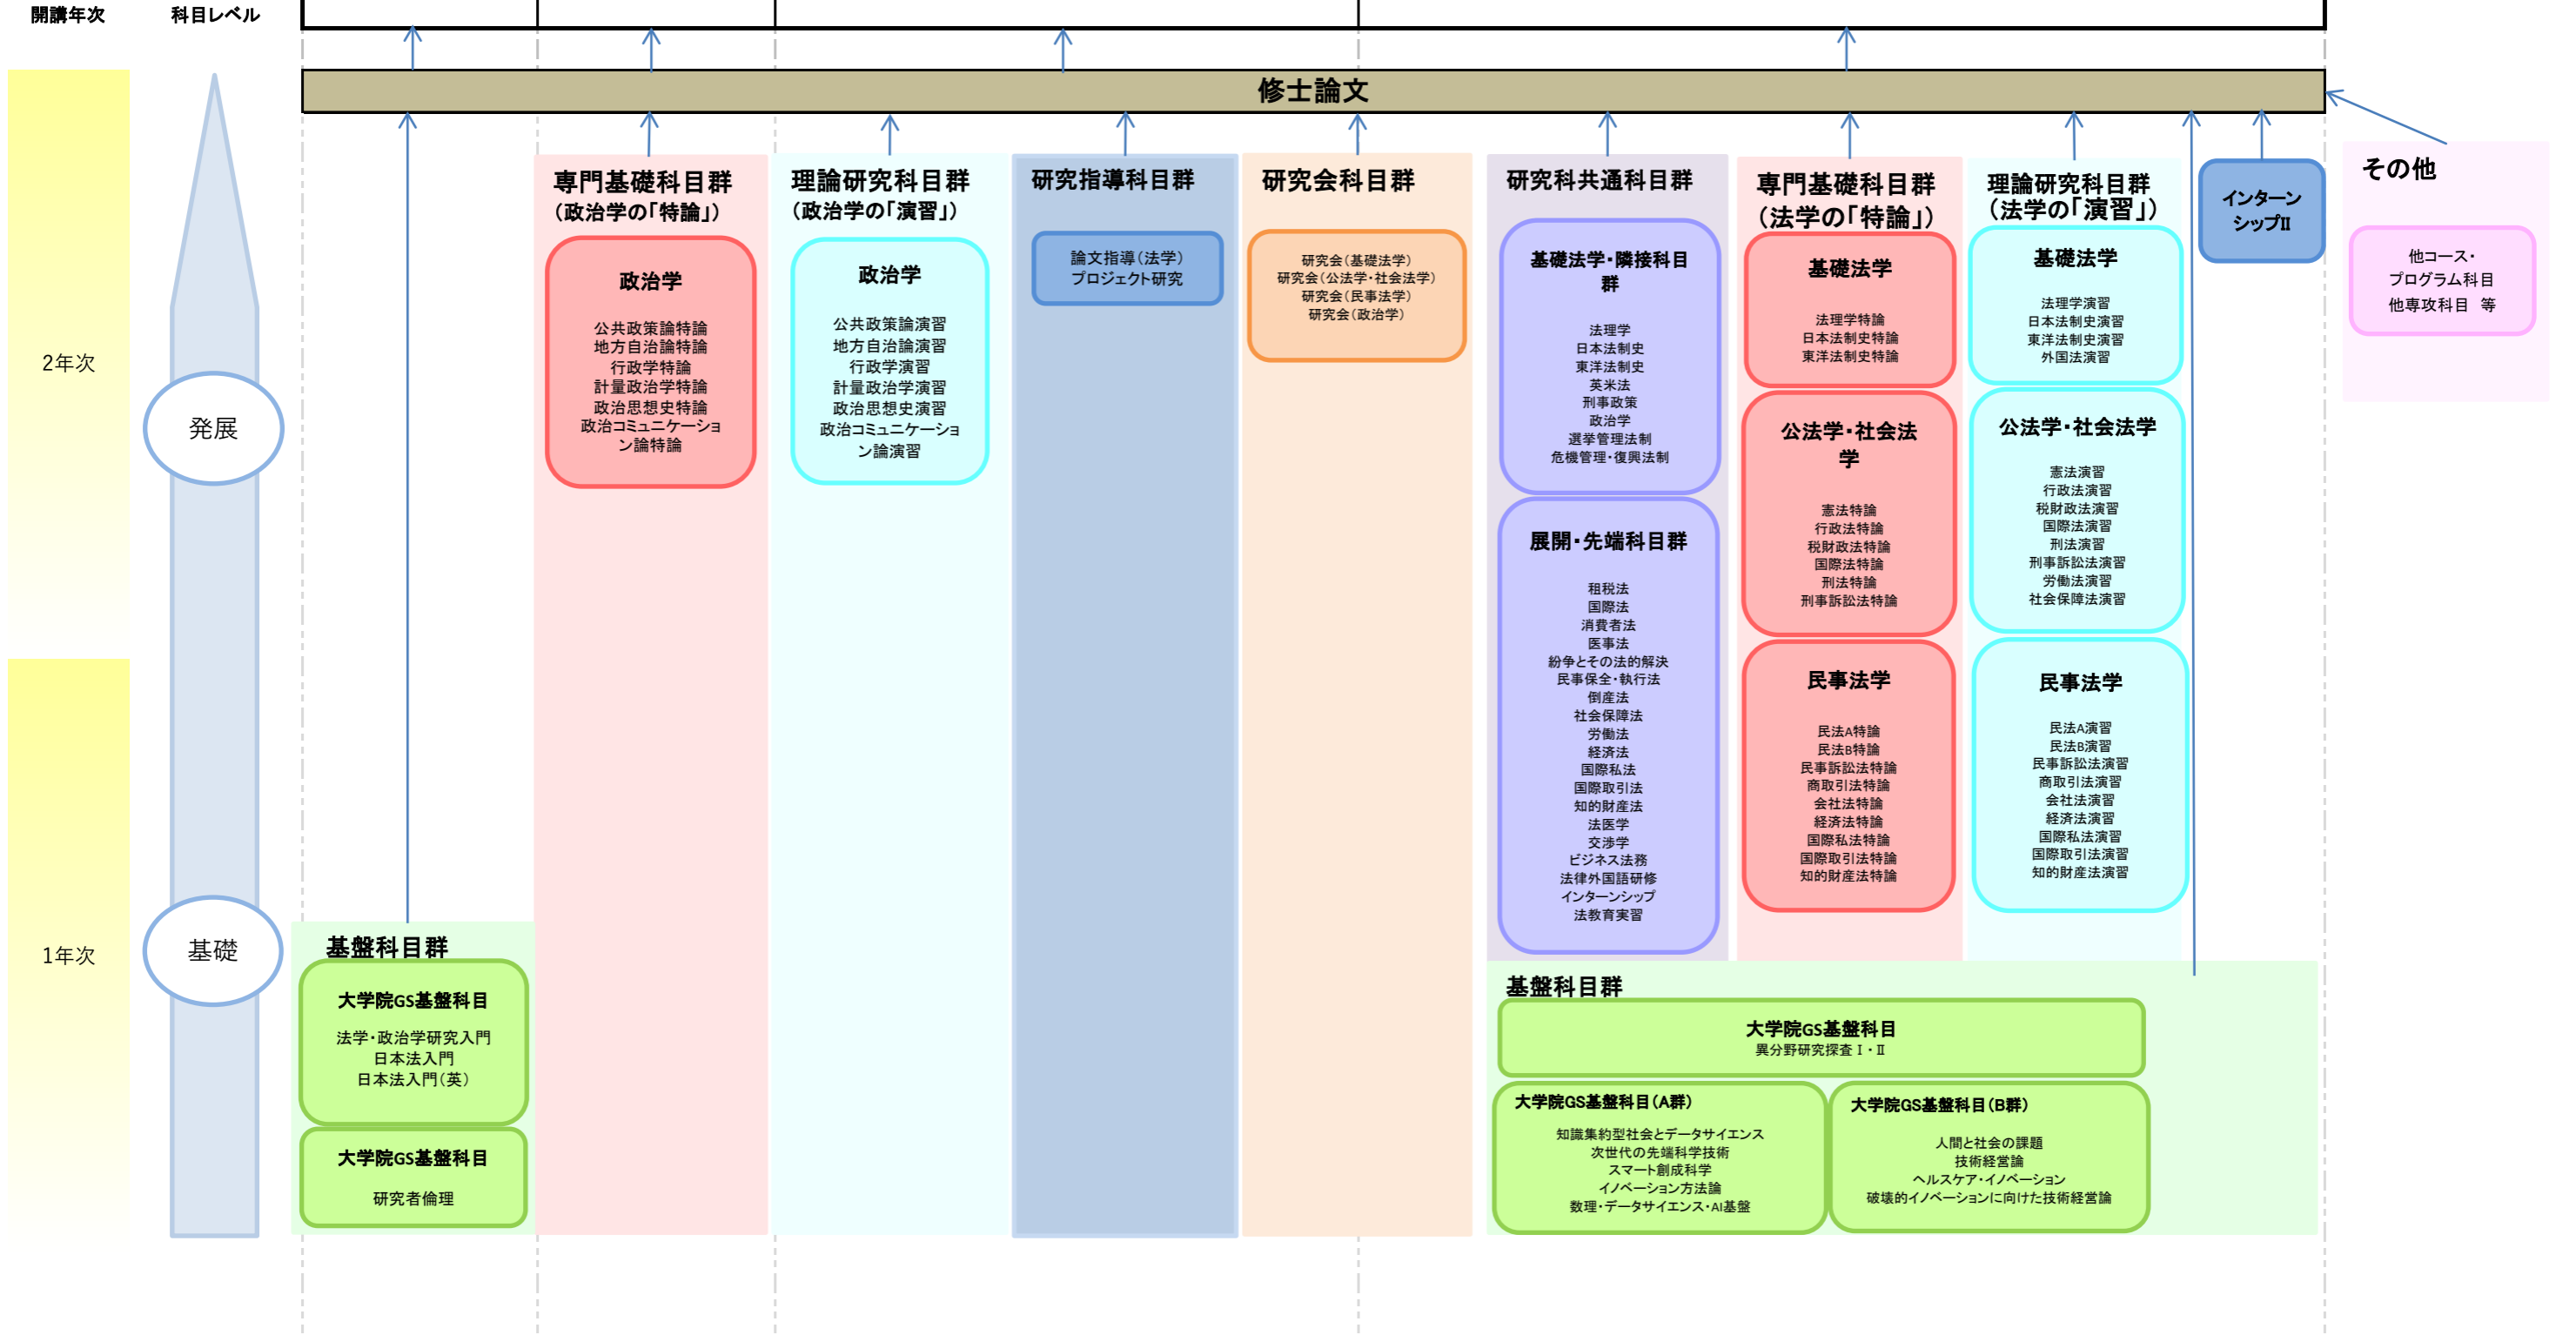 開講年次
科目レベル
修士論文
2年次
1年次
発展
基礎
基盤科目群
大学院GS基盤科目
法学・政治学研究入門
日本法入門
日本法入門（英）
大学院GS基盤科目
研究者倫理
専門基礎科目群
（政治学の「特論」）
政治学
公共政策論特論
地方自治論特論
行政学特論
計量政治学特論
政治思想史特論
政治コミュニケーショ
ン論特論
理論研究科目群
（政治学の「演習」）
政治学
公共政策論演習
地方自治論演習
行政学演習
計量政治学演習
政治思想史演習
政治コミュニケーショ
ン論演習
研究指導科目群
論文指導（法学）
プロジェクト研究
研究会科目群
研究会（基礎法学）
研究会（公法学・社会法学）
研究会（民事法学）
研究会（政治学）
研究科共通科目群
基礎法学・隣接科目
群
法理学
日本法制史
東洋法制史
英米法
刑事政策
政治学
選挙管理法制
危機管理・復興法制
展開・先端科目群
租税法
国際法
消費者法
医事法
紛争とその法的解決
民事保全・執行法
倒産法
社会保障法
労働法
経済法
国際私法
国際取引法
知的財産法
法医学
交渉学
ビジネス法務
法律外国語研修
インターンシップ
法教育実習
専門基礎科目群
（法学の「特論」）
基礎法学
法理学特論
日本法制史特論
東洋法制史特論
公法学・社会法
学
憲法特論
行政法特論
税財政法特論
国際法特論
刑法特論
刑事訴訟法特論
民事法学
民法A特論
民法B特論
民事訴訟法特論
商取引法特論
会社法特論
経済法特論
国際私法特論
国際取引法特論
知的財産法特論
理論研究科目群
（法学の「演習」）
基礎法学
法理学演習
日本法制史演習
東洋法制史演習
外国法演習
公法学・社会法学
憲法演習
行政法演習
税財政法演習
国際法演習
刑法演習
刑事訴訟法演習
労働法演習
社会保障法演習
民事法学
民法A演習
民法B演習
民事訴訟法演習
商取引法演習
会社法演習
経済法演習
国際私法演習
国際取引法演習
知的財産法演習
インターン
シップⅡ
その他
他コース・
プログラム科目
他専攻科目 等
基盤科目群
大学院GS基盤科目
異分野研究探査Ⅰ・Ⅱ
大学院GS基盤科目（A群）
知識集約型社会とデータサイエンス
次世代の先端科学技術
スマート創成科学
イノベーション方法論
数理・データサイエンス・AI基盤
大学院GS基盤科目（B群）
人間と社会の課題
技術経営論
ヘルスケア・イノベーション
破壊的イノベーションに向けた技術経営論